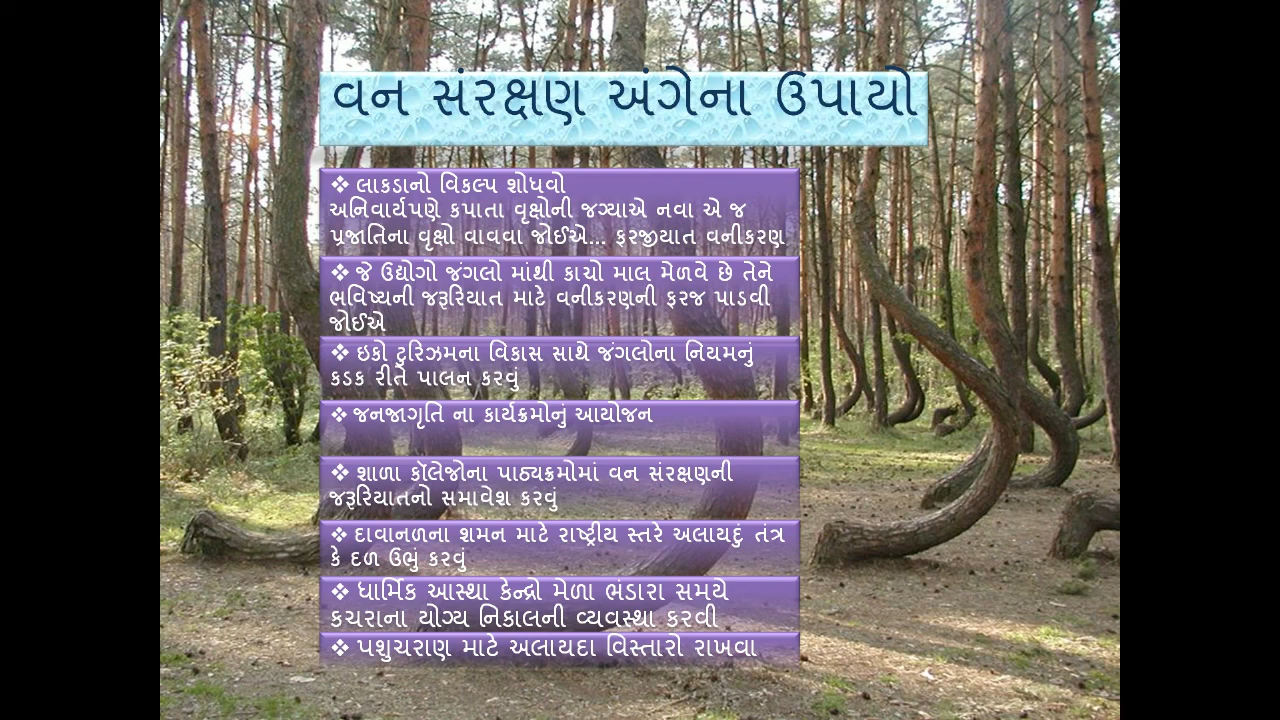 વન સંરક્ષણ અંગેના ઉપાયો
❖ લાકડાનો વિકલ્પ શોધવો
અનિવાર્યપણે કપાતા વૃક્ષોની જગ્યાએ નવા એ જ
પ્રજાતિના વૃક્ષો વાવવા જોઈએ... ફરજીયાત વનીકરણ
❖ જે ઉદ્યોગો જંગલો માંથી કાચો માલ મેળવે છે તેને
ભવિષ્યની જરૂરિયાત માટે વનીકરણની ફરજ પાડવી
જોઈએ
❖ ઇકો ટુરિઝમના વિકાસ સાથે જંગલોના નિયમનું
કડક રીતે પાલન કરવું
❖ જનજાગૃતિ ના કાર્યક્રમોનું આયોજન
❖ શાળા કૉલેજોના પાઠ્યક્રમોમાં વન સંરક્ષણની
જરૂરિયાતનો સમાવેશ કરવું
❖ દાવાનળના શમન માટે રાષ્ટ્રીય સ્તરે અલાયદું તંત્ર
કે દળ ઉભું કરવું
❖ ધાર્મિક આસ્થા કેન્દ્રો મેળા ભંડારા સમયે
કચરાના યોગ્ય નિકાલની વ્યવસ્થા કરવી
❖ પશુચરાણ માટે અલાયદા વિસ્તારો રાખવા